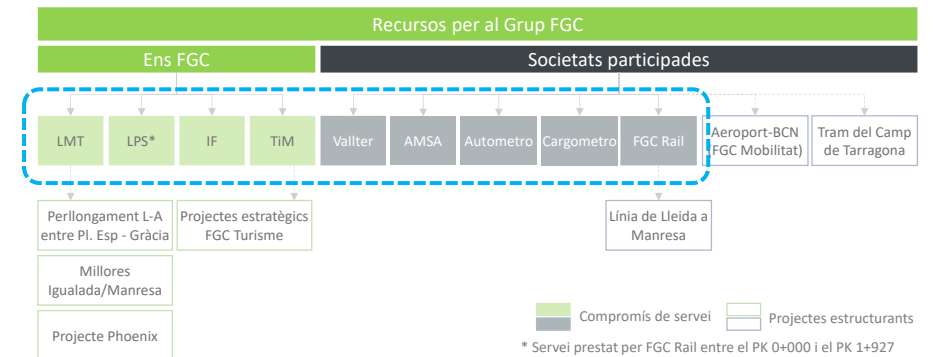 Recursos per al Grup FGC
Ens FGC
Societats participades
LMT
LPS*
IF
TiM
Vallter
AMSA
Autometro
Cargometro
FGC Rail
Aeroport-BCN
(FGC Mobilitat)
Tram del Camp
de Tarragona
Perllongament L-A
entre Pl. Esp - Gràcia
Projectes estratègics
FGC Turisme
Línia de Lleida a
Manresa
Millores
Igualada/Manresa
Projecte Phoenix
Compromís de servei
Projectes estructurants
* Servei prestat per FGC Rail entre el PK 0+000 i el PK 1+927